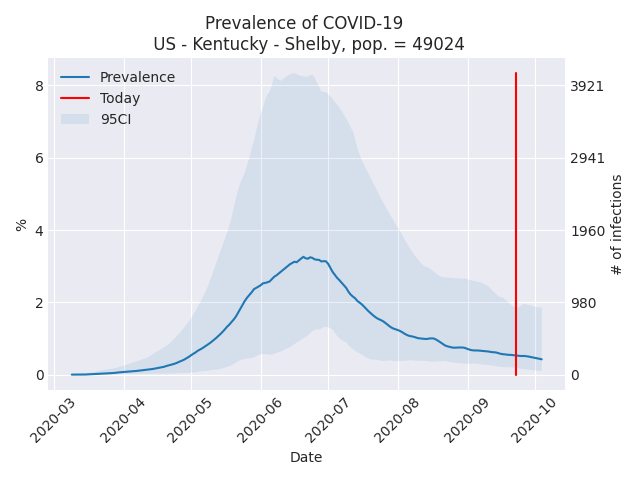 Prevalence of COVID-19
US - Kentucky - Shelby, pop. = 49024
Prevalence
Today
95CI
8
6
4
2
0
%
3921
2941
1960
980
0
# of infections
2020-03
2020-04
2020-05
2020-06
2020-07
2020-08
2020-09
2020-10
Date